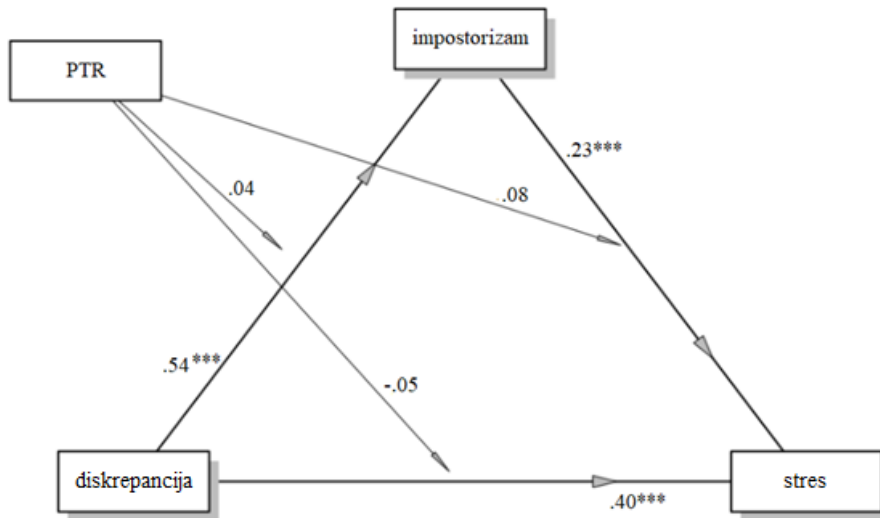 impostorizam
PTR
.23***
.04
.08
.54***
-.05
diskrepancija
stres
.40***